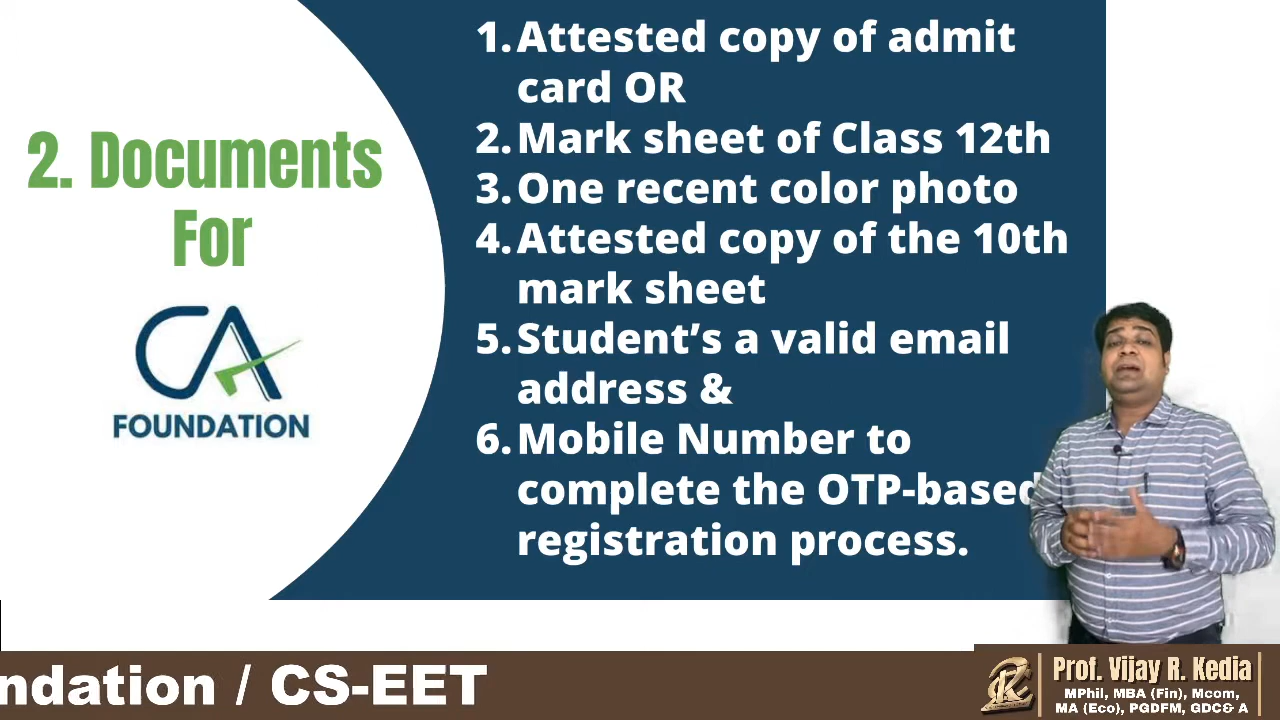 2. Documents
For
CA
FOUNDATION
1. Attested copy of admit
card OR
2. Mark sheet of Class 12th
3. One recent color photo
4. Attested copy of the 10th
mark sheet
5. Student’s a valid email
address &
6. Mobile Number to
complete the OTP-based
registration process.
ndation / CS-EET
Prof. Vijay R. Kedia
MPhil, MBA (Fin), Mcom,
MA (Eco), PGDFM, GDC& A